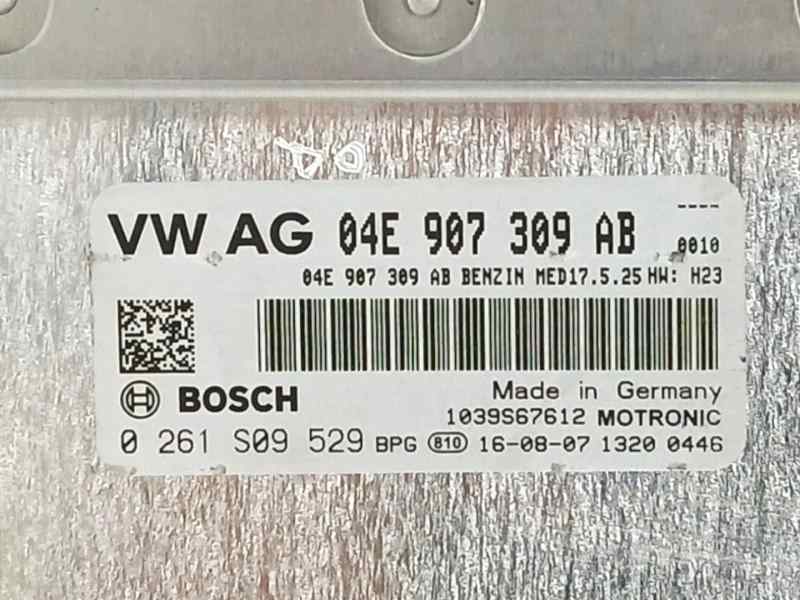 VW AG 04E 907 309 AB ----
0010
04E 907 309 AB BENZIN MED17.5.25 HW: H23
BOSCH
Made in Germany
1039S67612 MOTRONIC
0 261 S09 529 BPG 810 16-08-07 1320 0446